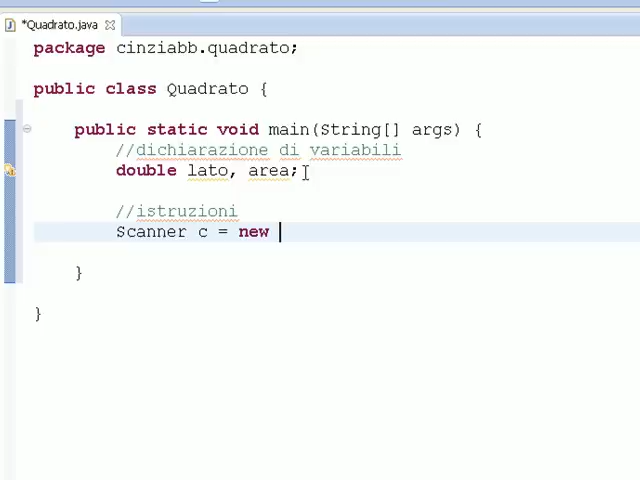 *Quadrato.java
package cinziabb.quadrato;
public class Quadrato {
public static void main(String[] args) {
//dichiarazione di variabili
double lato, area;
//istruzioni
Scanner c = new
}
}